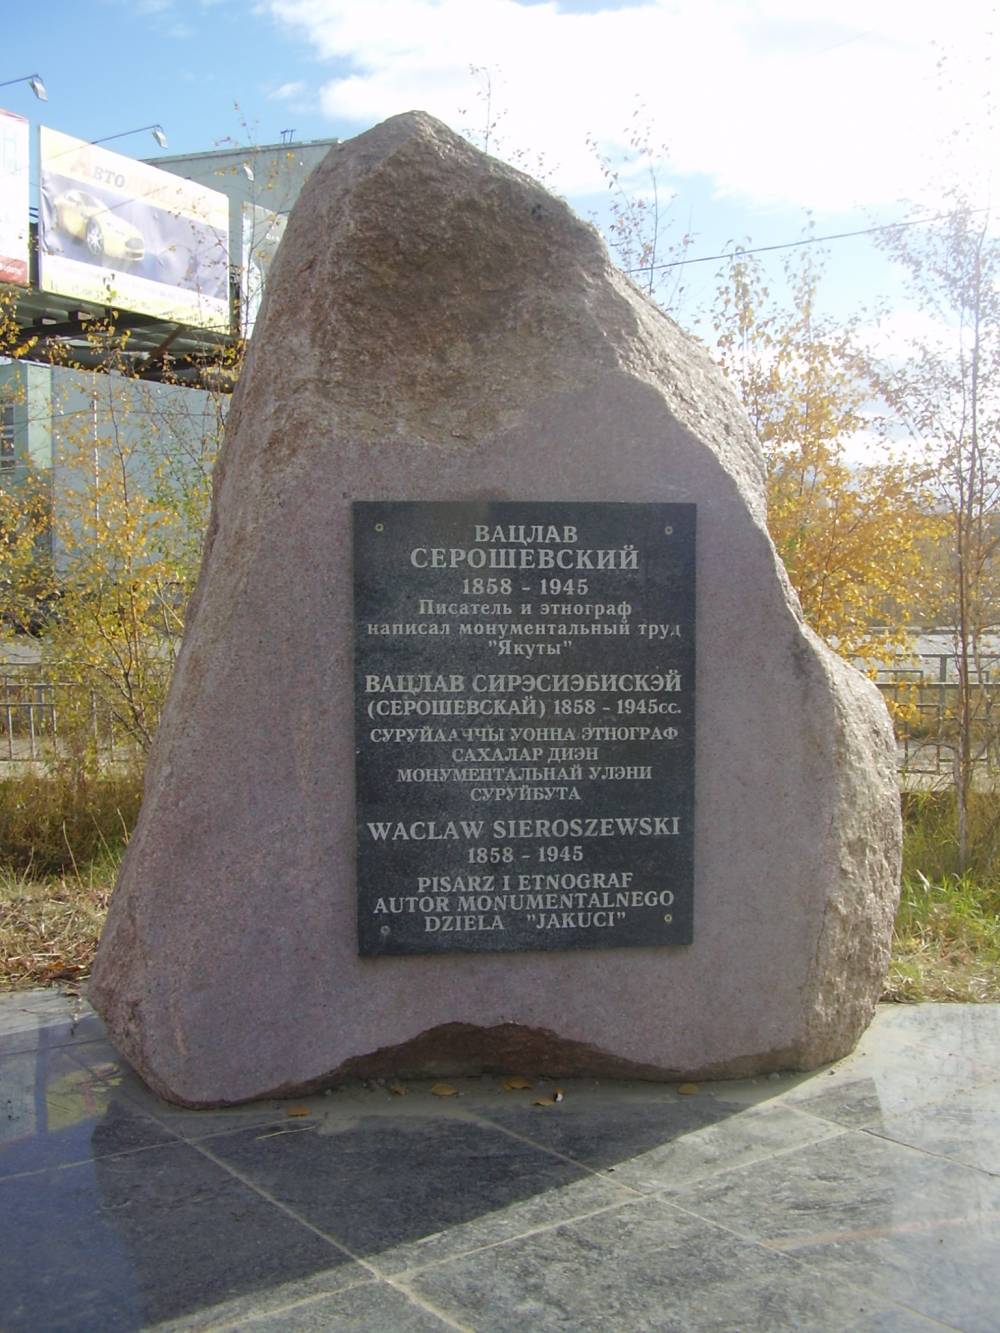 АВТОДОМ
ВАЦЛАВ
СЕРОШЕВСКИЙ
1858 - 1945
Писатель и этнограф
написал монументальный труд
"Якуты"
ВАЦЛАВ СИРЭСИЭБИСКЭЙ
(СЕРОШЕВСКАЙ) 1858 - 1945сс.
СУРУЙААЧЧЫ УОННА ЭТНОГРАФ
САХАЛАР ДИЭН
МОНУМЕНТАЛЬНАЙ УЛЭНИ
СУРУЙБУТА
WACLAW SIEROSZEWSKI
1858 - 1945
PISARZ I ETNOGRAF
AUTOR MONUMENTALNEGO
DZIELA "JAKUCI"